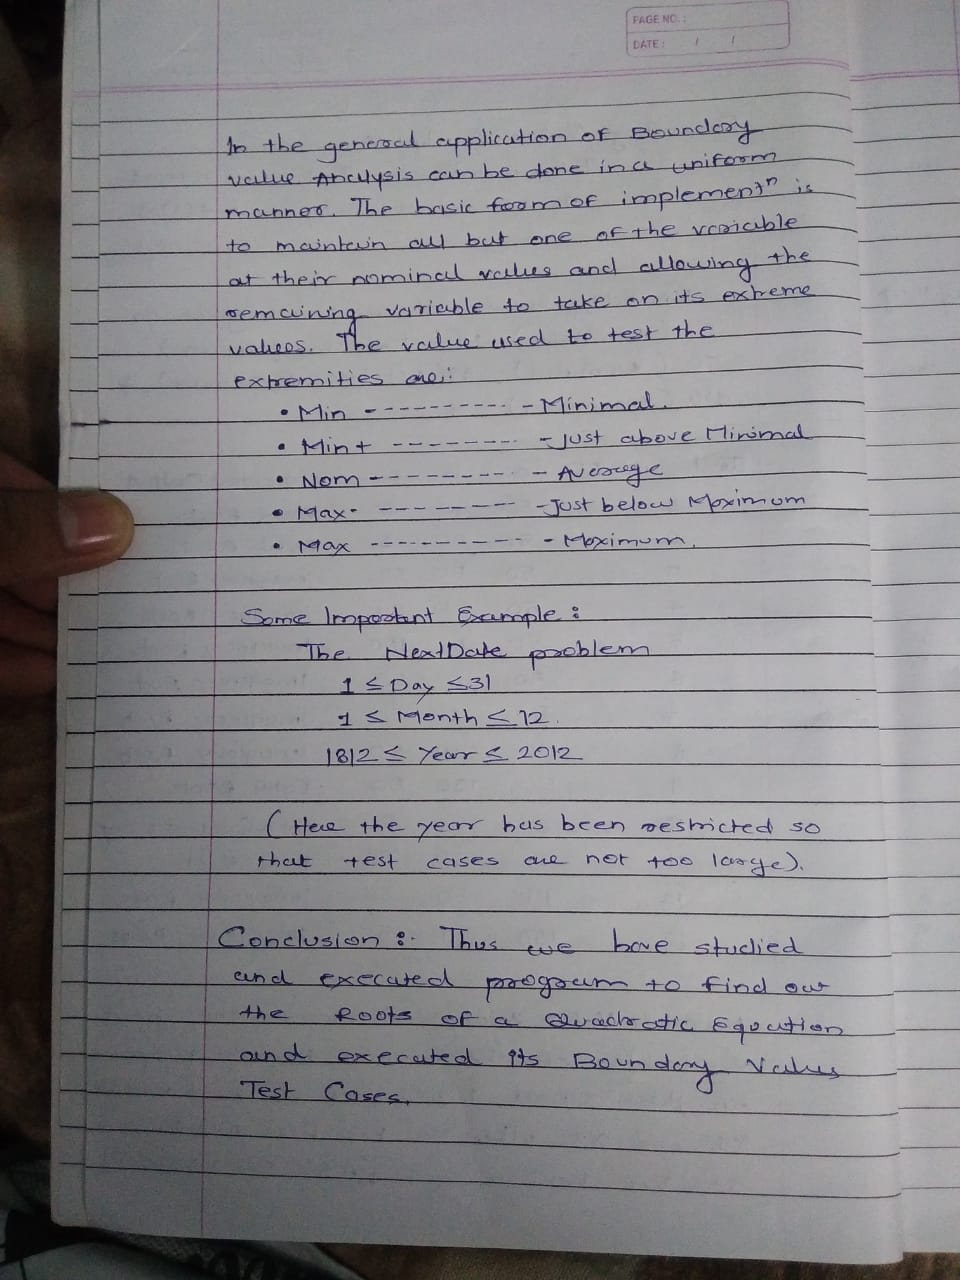 PAGE NO.:
DATE: / /
In the general application of Boundary
value Analysis can be done in a uniform
manner. The basic form of implementⁿ is
to maintain all but one of the variable
at their nominal values and allowing the
remaining variable to take on its extreme
values. The value used to test the
extremities are:
• Min - - - - - - - - - - - Minimal.
• Min+ - - - - - - - - - Just above Minimal
• Nom - - - - - - - - - - Average
• Max- - - - - - - - - - Just below Maximum
• Max - - - - - - - - - - - Maximum.
Some Important Example :
The NextDate problem
1 ≤ Day ≤ 31
1 ≤ Month ≤ 12.
1812 ≤ Year ≤ 2012
( Here the year has been restricted so
that test cases are not too large).
Conclusion :- Thus we have studied
and executed program to find out
the Roots of a Quadratic Equation
and executed its Boundary Value
Test Cases.